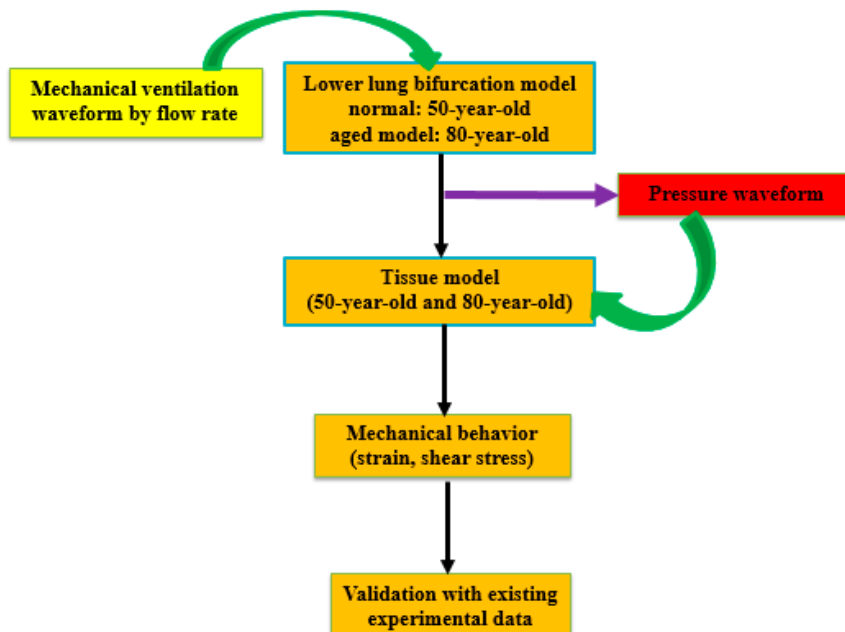 Mechanical ventilation
waveform by flow rate
Lower lung bifurcation model
normal: 50-year-old
aged model: 80-year-old
Pressure waveform
Tissue model
(50-year-old and 80-year-old)
Mechanical behavior
(strain, shear stress)
Validation with existing
experimental data